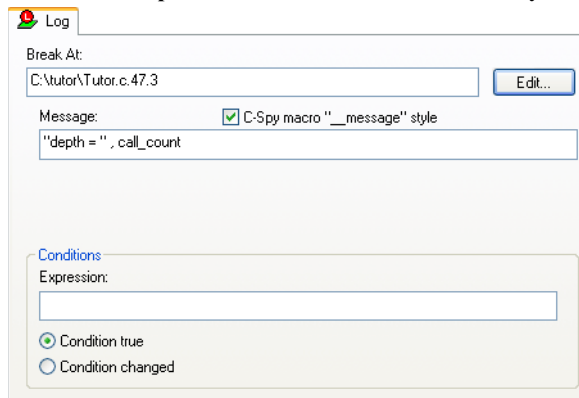 Log
Break At:
C:\tutor\Tutor.c.47.3
Edit...
Message:
C-Spy macro "__message" style
"depth = " , call_count
Conditions
Expression:
Condition true
Condition changed